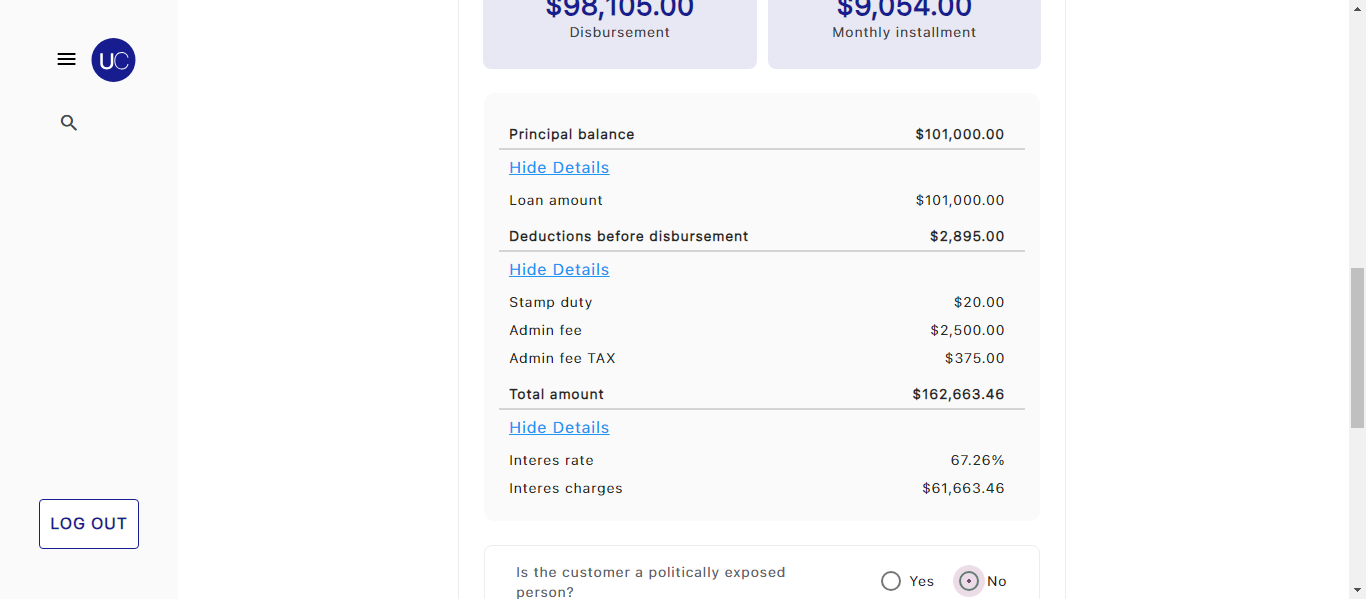 $98,105.00 $9,054.00
Disbursement Monthly installment
UC
Principal balance $101,000.00
Hide Details
Loan amount $101,000.00
Deductions before disbursement $2,895.00
Hide Details
Stamp duty $20.00
Admin fee $2,500.00
Admin fee TAX $375.00
Total amount $162,663.46
Hide Details
Interes rate 67.26%
Interes charges $61,663.46
LOG OUT
Is the customer a politically exposed
person?
Yes No